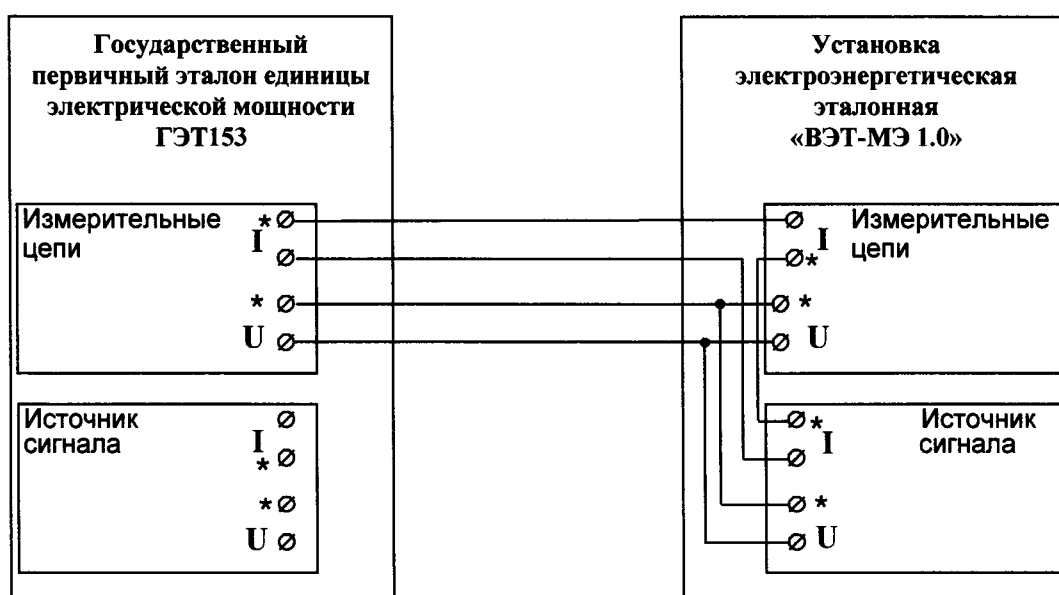 Государственный
первичный эталон единицы
электрической мощности
ГЭТ153
Измерительные
цепи
*
I
*
U
Источник
сигнала
I
*
*
U
Установка
электроэнергетическая
эталонная
«ВЭТ-МЭ 1.0»
Измерительные
цепи
I
*
*
U
Источник
сигнала
*
I
*
U